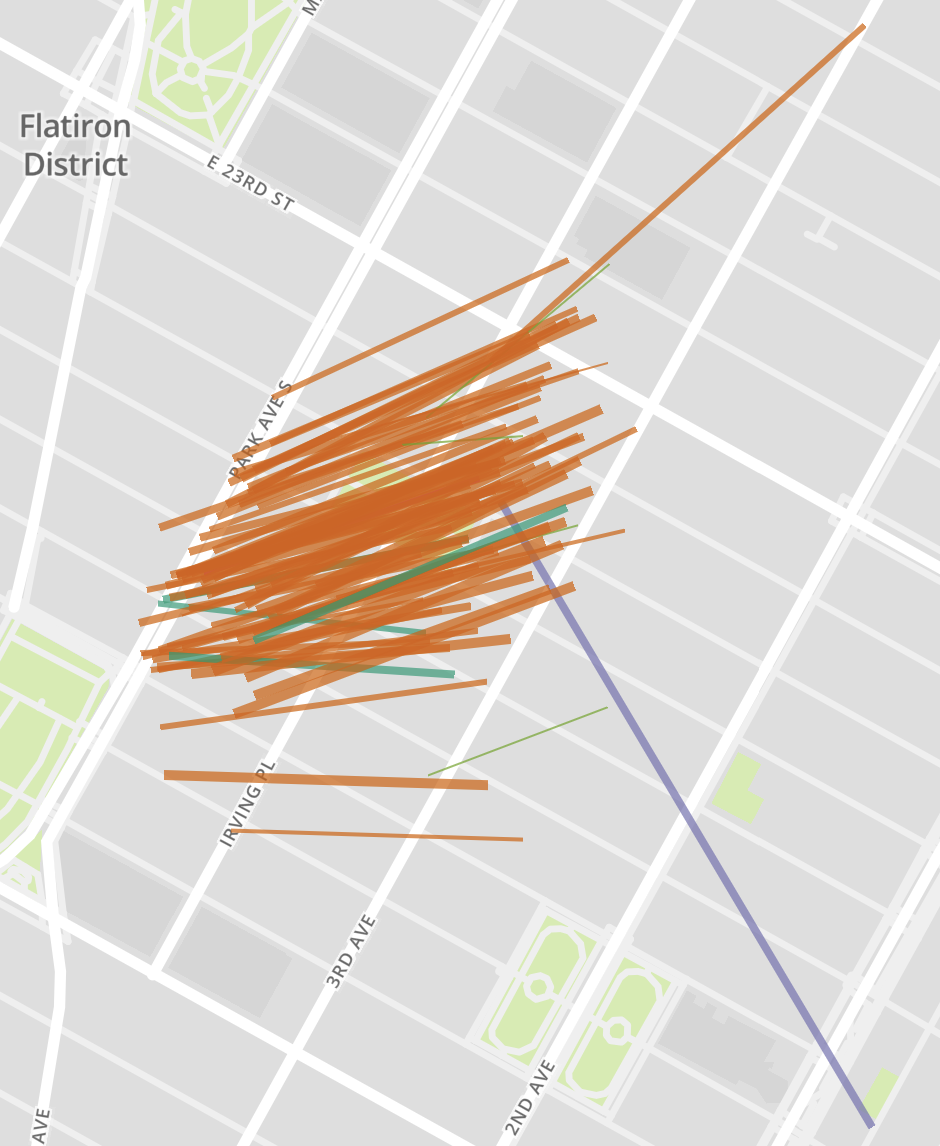 Flatiron
District
E 23RD ST
PARK AVE S
IRVING PL
3RD AVE
2ND AVE
AVE